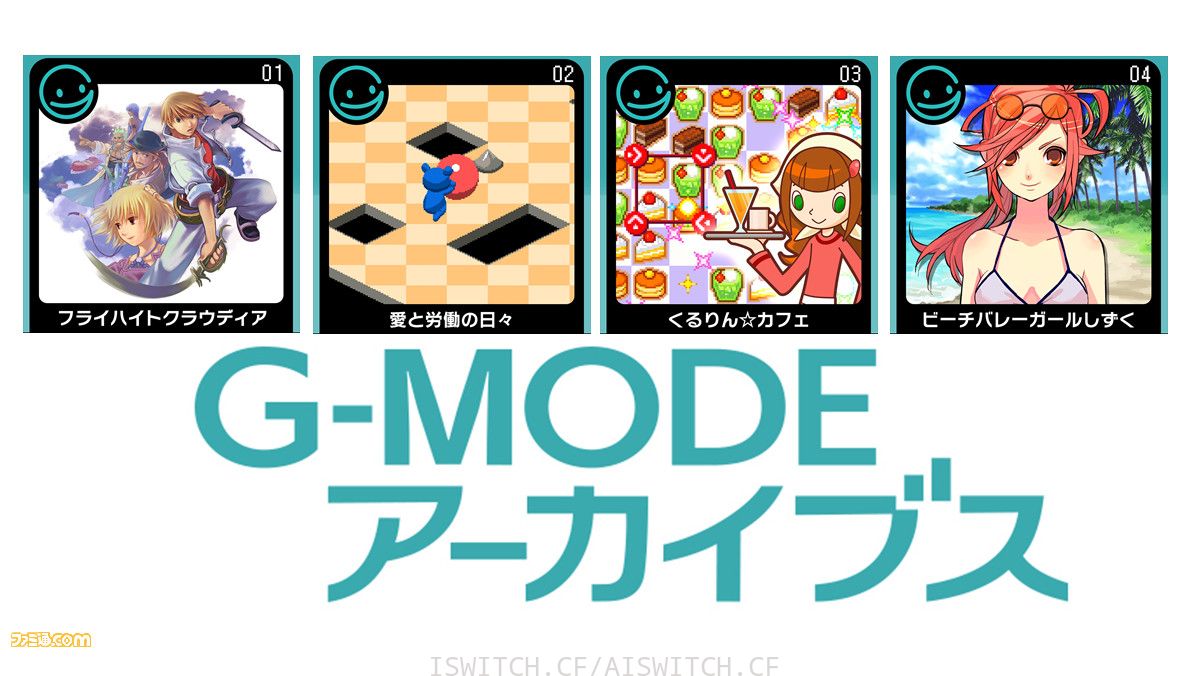 01
02
03
04
フライハイトクラウディア
愛と労働の日々
くるりん☆カフェ
ビーチバレーガールしずく
G-MODE
アーカイブス
ファミ通.com
ISWITCH.CF/AISWITCH.CF